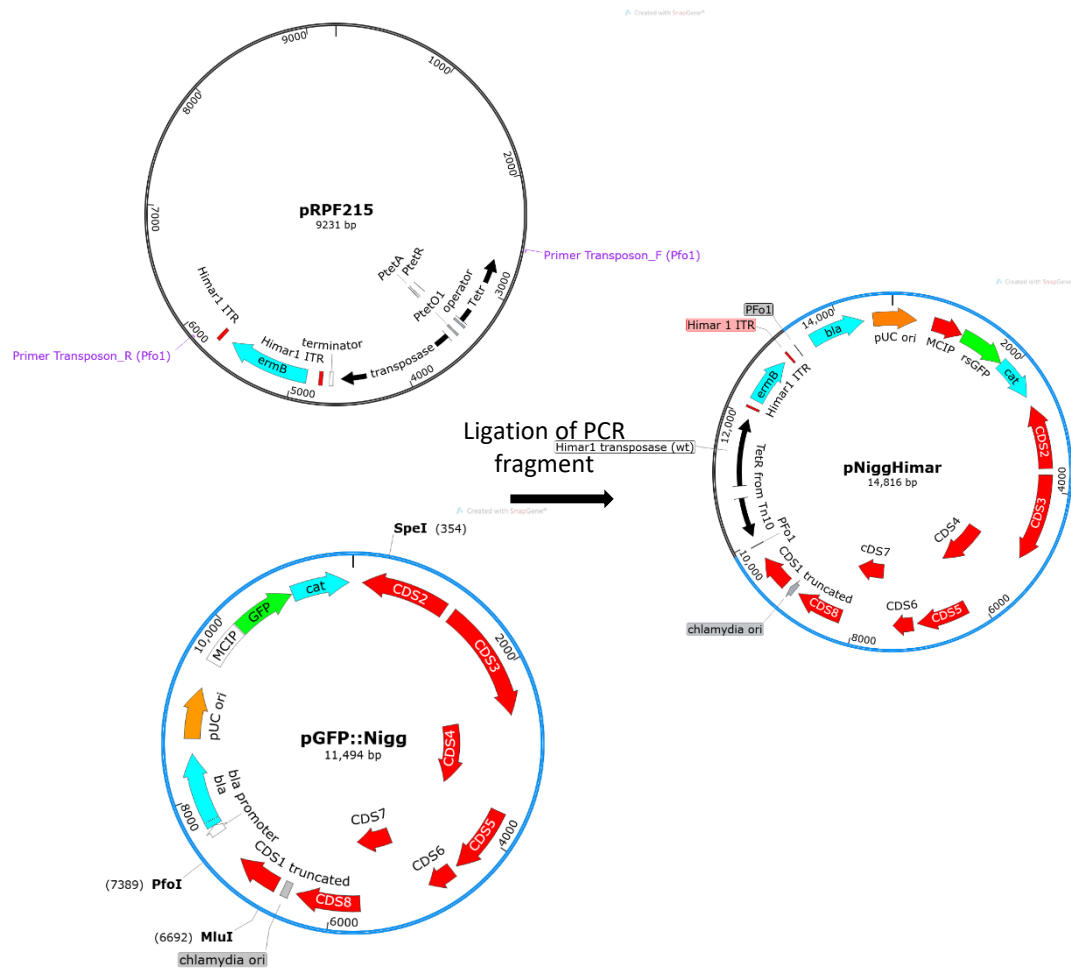 Created with SnapGene®
9000
1000
8000
2000
pRPF215
9231 bp
7000
Primer Transposon_F (Pfo1)
PtetA
PtetR
PtetO1
operator
Tetr
3000
Himar1 ITR
6000
terminator
Himar1 ITR
transposase
4000
Primer Transposon_R (Pfo1)
ermB
5000
Ligation of PCR
fragment
Created with SnapGene®
Created with SnapGene®
PFo1
14,000
bla
pUC ori
MCIP
rsGFP
2000
cat
Himar 1 ITR
Himar1 ITR
ermB
12,000
Himar1 transposase (wt)
TetR from Tn10
pNiggHimar
14,816 bp
CDS2
4000
CDS3
CDS4
cDS7
PFo1
10,000
CDS1 truncated
CDS8
CDS6
CDS5
6000
chlamydia ori
8000
SpeI (354)
CDS2
cat
GFP
MCIP
10,000
2000
CDS3
pUC ori
pGFP::Nigg
11,494 bp
CDS4
bla
bla promoter
8000
CDS7
CDS5
4000
CDS6
CDS1 truncated
(7389) PfoI
CDS8
6000
(6692) MluI
chlamydia ori